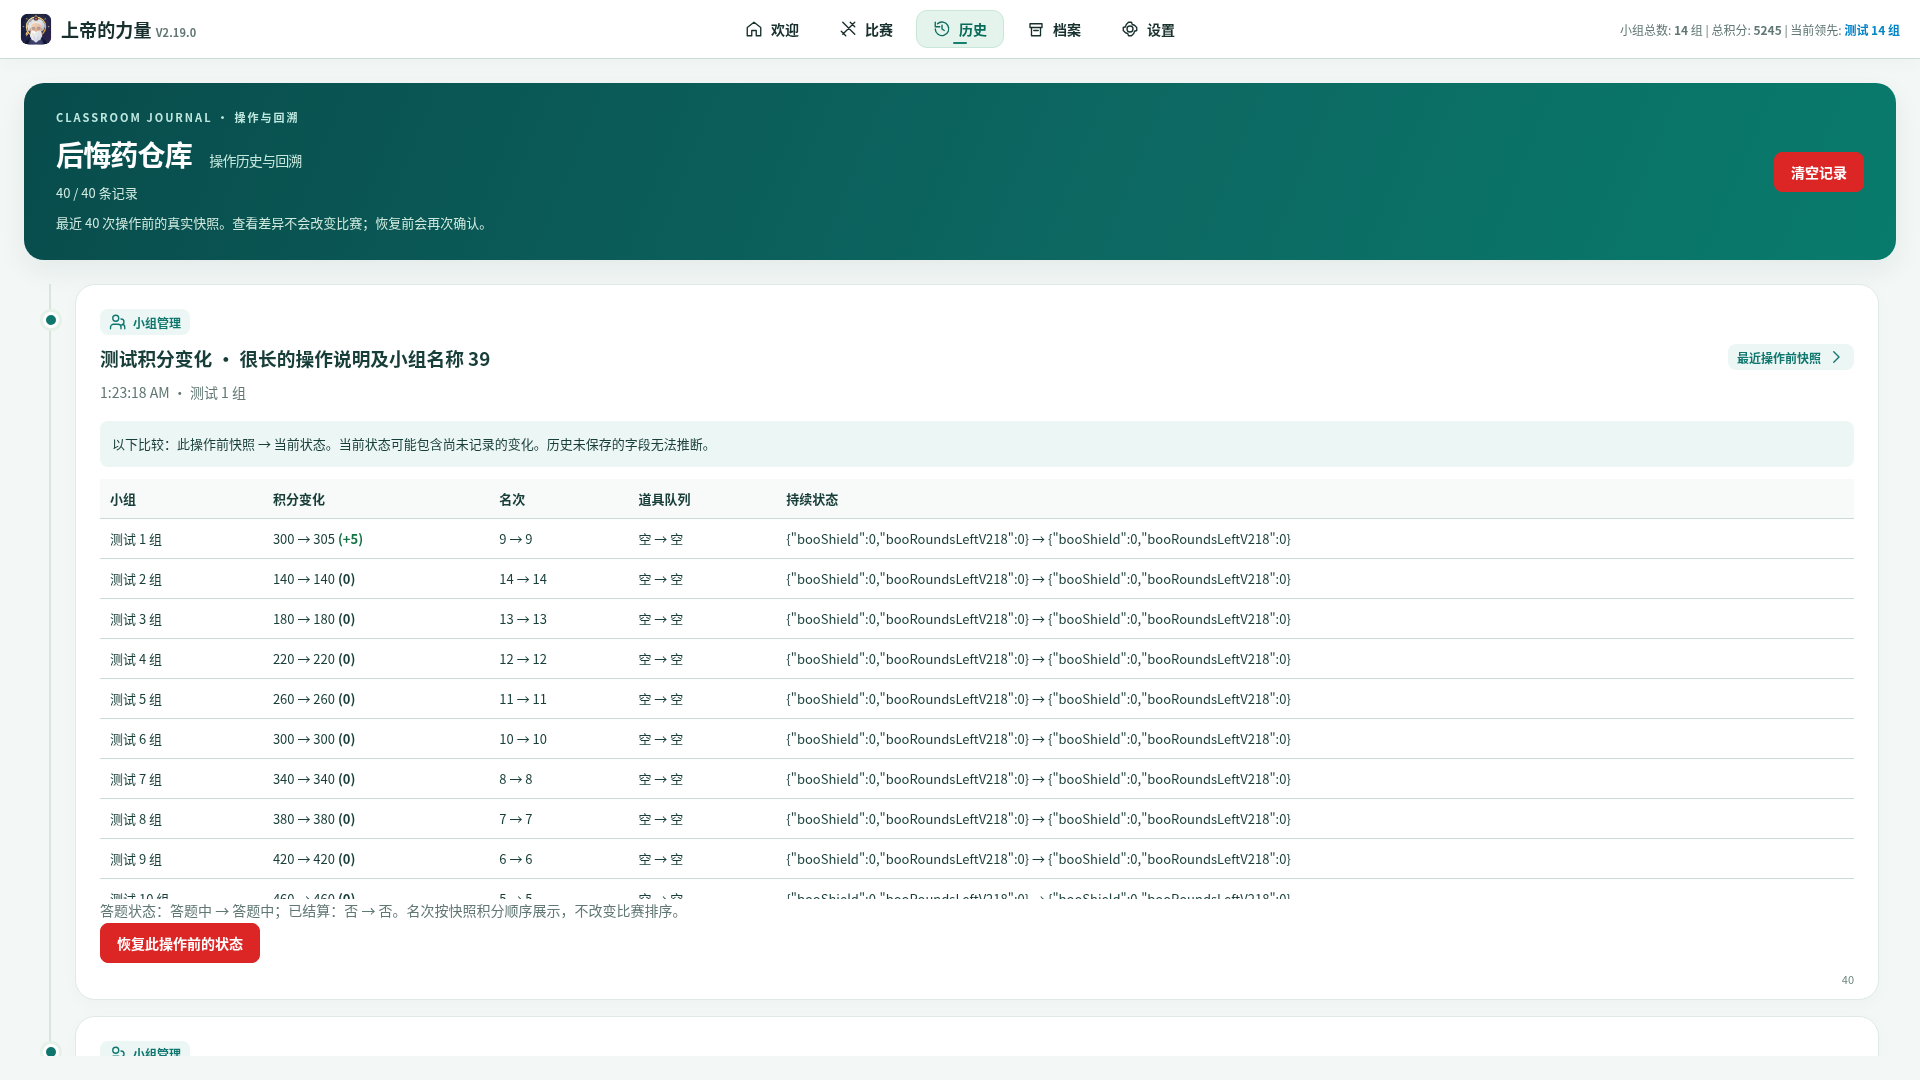 上帝的力量 V2.19.0
欢迎
比赛
历史
档案
设置
小组总数: 14 组 | 总积分: 5245 | 当前领先: 测试 14 组
CLASSROOM JOURNAL · 操作与回溯
后悔药仓库 操作历史与回溯
40 / 40 条记录
最近 40 次操作前的真实快照。查看差异不会改变比赛；恢复前会再次确认。
清空记录
小组管理
测试积分变化 · 很长的操作说明及小组名称 39
最近操作前快照
1:23:18 AM · 测试 1 组
以下比较：此操作前快照 → 当前状态。当前状态可能包含尚未记录的变化。历史未保存的字段无法推断。
小组 积分变化 名次 道具队列 持续状态
测试 1 组 300 → 305 (+5) 9 → 9 空 → 空 {"booShield":0,"booRoundsLeftV218":0} → {"booShield":0,"booRoundsLeftV218":0}
测试 2 组 140 → 140 (0) 14 → 14 空 → 空 {"booShield":0,"booRoundsLeftV218":0} → {"booShield":0,"booRoundsLeftV218":0}
测试 3 组 180 → 180 (0) 13 → 13 空 → 空 {"booShield":0,"booRoundsLeftV218":0} → {"booShield":0,"booRoundsLeftV218":0}
测试 4 组 220 → 220 (0) 12 → 12 空 → 空 {"booShield":0,"booRoundsLeftV218":0} → {"booShield":0,"booRoundsLeftV218":0}
测试 5 组 260 → 260 (0) 11 → 11 空 → 空 {"booShield":0,"booRoundsLeftV218":0} → {"booShield":0,"booRoundsLeftV218":0}
测试 6 组 300 → 300 (0) 10 → 10 空 → 空 {"booShield":0,"booRoundsLeftV218":0} → {"booShield":0,"booRoundsLeftV218":0}
测试 7 组 340 → 340 (0) 8 → 8 空 → 空 {"booShield":0,"booRoundsLeftV218":0} → {"booShield":0,"booRoundsLeftV218":0}
测试 8 组 380 → 380 (0) 7 → 7 空 → 空 {"booShield":0,"booRoundsLeftV218":0} → {"booShield":0,"booRoundsLeftV218":0}
测试 9 组 420 → 420 (0) 6 → 6 空 → 空 {"booShield":0,"booRoundsLeftV218":0} → {"booShield":0,"booRoundsLeftV218":0}
测试 10 组 460 → 460 (0) 5 → 5 空 → 空 {"booShield":0,"booRoundsLeftV218":0} → {"booShield":0,"booRoundsLeftV218":0}
答题状态：答题中 → 答题中；已结算：否 → 否。名次按快照积分顺序展示，不改变比赛排序。
恢复此操作前的状态
40
小组管理